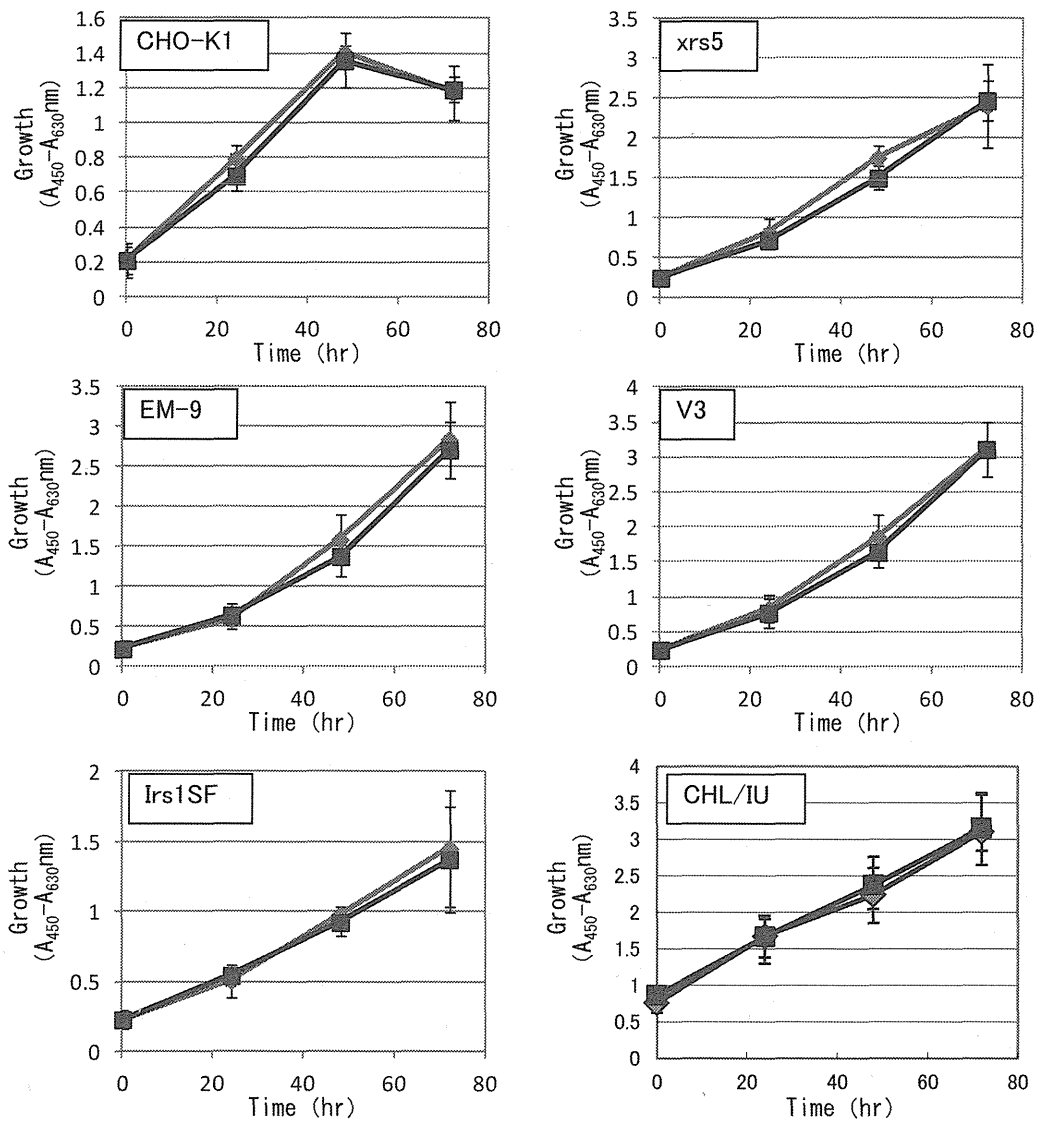 CHO-K1
1.6
1.4
1.2
1
0.8
0.6
0.4
0.2
0
Growth
(A450-A630nm)
0 20 40 60 80
Time (hr)
xrs5
3.5
3
2.5
2
1.5
1
0.5
0
Growth
(A450-A630nm)
0 20 40 60 80
Time (hr)
EM-9
3.5
3
2.5
2
1.5
1
0.5
0
Growth
(A450-A630nm)
0 20 40 60 80
Time (hr)
V3
4
3.5
3
2.5
2
1.5
1
0.5
0
Growth
(A450-A630nm)
0 20 40 60 80
Time (hr)
Irs1SF
2
1.5
1
0.5
0
Growth
(A450-A630nm)
0 20 40 60 80
Time (hr)
CHL/IU
4
3.5
3
2.5
2
1.5
1
0.5
0
Growth
(A450-A630nm)
0 20 40 60 80
Time (hr)